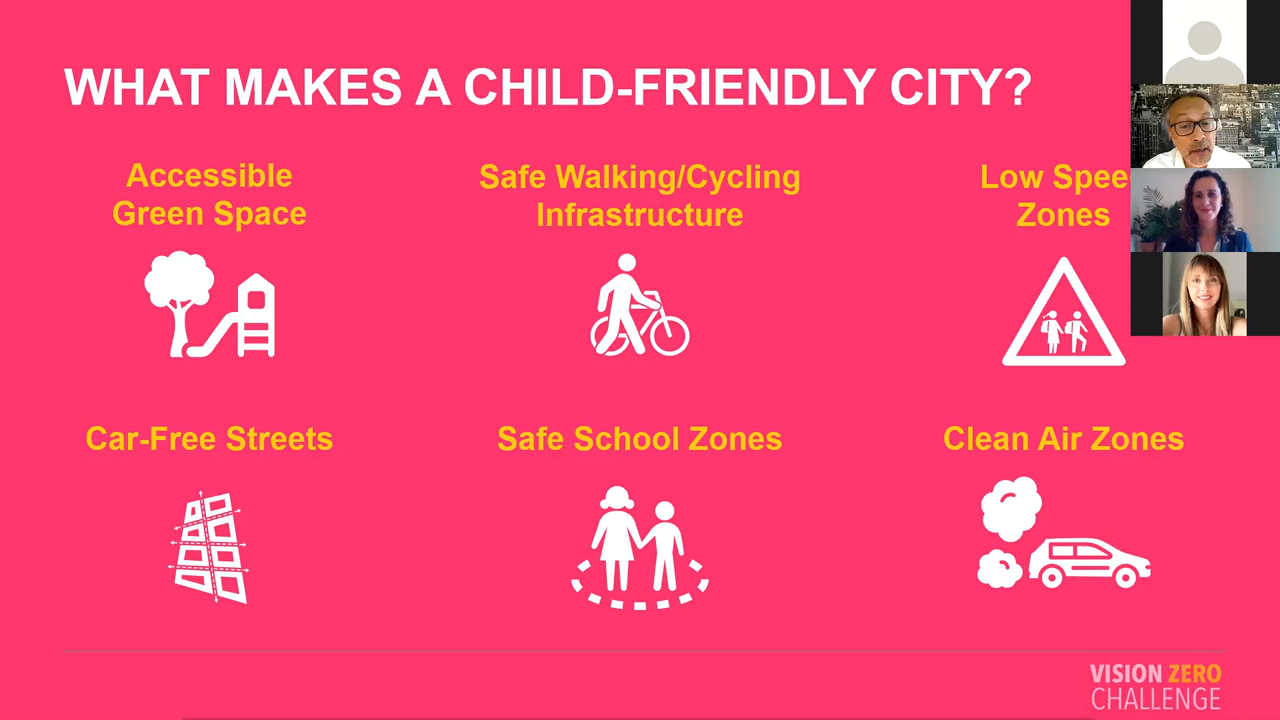 WHAT MAKES A CHILD-FRIENDLY CITY?
Accessible
Green Space
Safe Walking/Cycling
Infrastructure
Low Spee
Zones
Car-Free Streets
Safe School Zones
Clean Air Zones
VISION ZERO
CHALLENGE